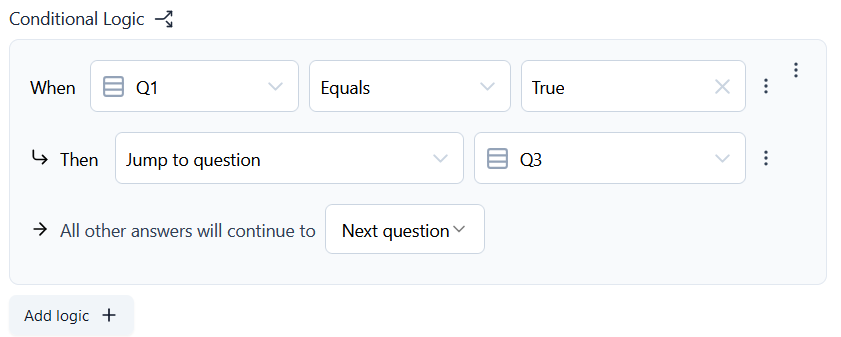 Conditional Logic
When Q1 Equals True
Then Jump to question Q3
All other answers will continue to Next question
Add logic